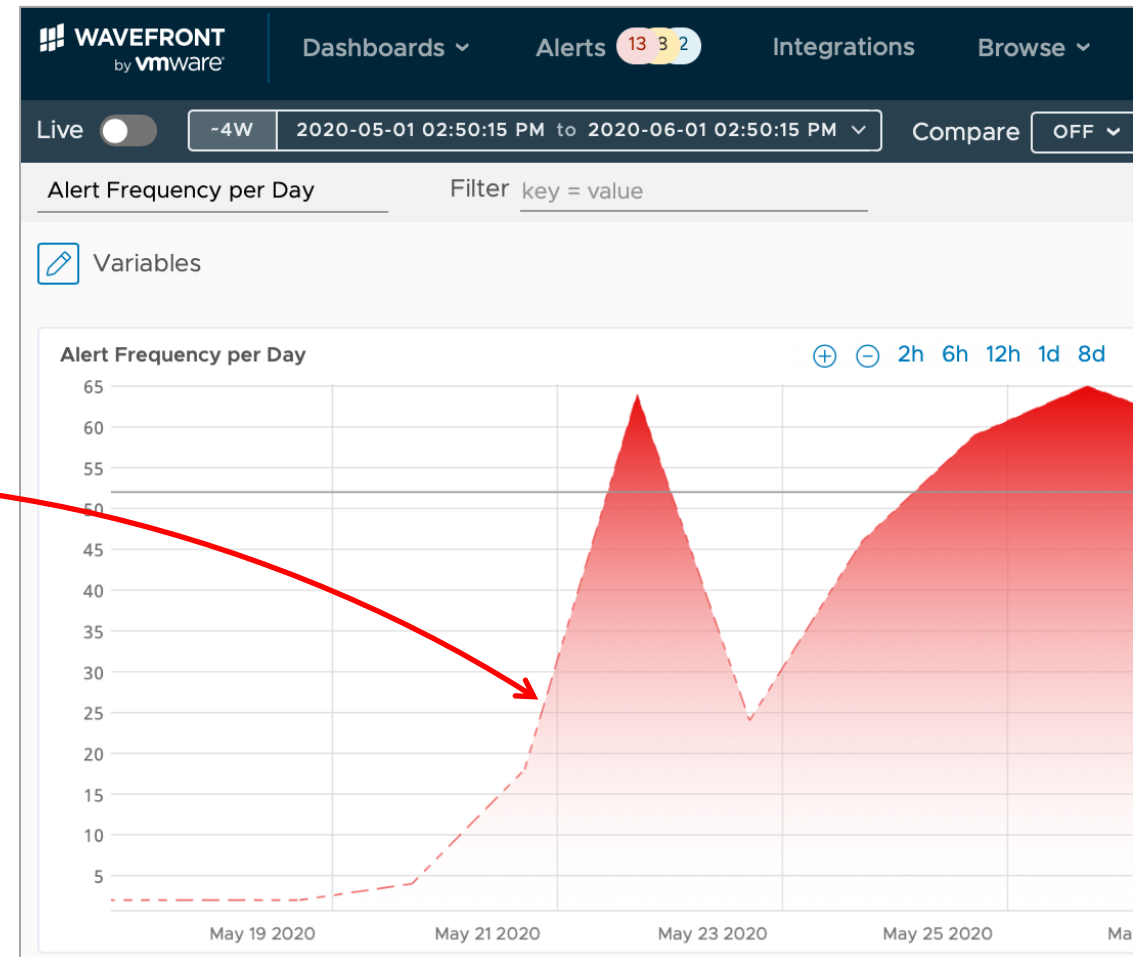 WAVEFRONT
by vmware
Dashboards
Alerts 13 3 2
Integrations
Browse
Live
~4W 2020-05-01 02:50:15 PM to 2020-06-01 02:50:15 PM
Compare OFF
Alert Frequency per Day
Filter key = value
Variables
Alert Frequency per Day
2h 6h 12h 1d 8d
65
60
55
50
45
40
35
30
25
20
15
10
5
May 19 2020 May 21 2020 May 23 2020 May 25 2020 Ma